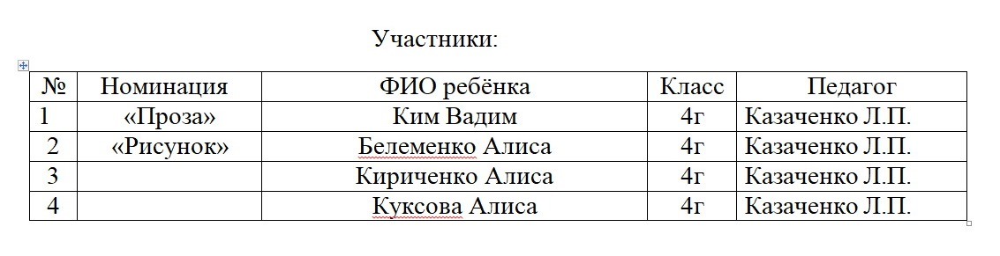 Участники:
№ Номинация ФИО ребёнка Класс Педагог
1 «Проза» Ким Вадим 4г Казаченко Л.П.
2 «Рисунок» Белеменко Алиса 4г Казаченко Л.П.
3 Кириченко Алиса 4г Казаченко Л.П.
4 Куксова Алиса 4г Казаченко Л.П.